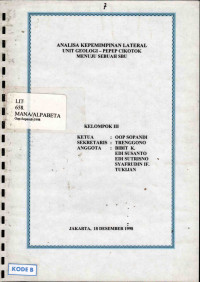 7
ANALISA KEPEMIMPINAN LATERAL
UNIT GEOLOGI - PEPEP CIKOTOK
MENUJU SEBUAH SBU
LIT
658.
MANA/ALPABETA
KELOMPOK III
KETUA : OOP SOPANDI
SEKRETARIS : TRENGGONO
ANGGOTA : BIBIT K.
EDI SUSANTO
EDI SUTRISNO
SYAFRUDIN IF.
TUKIJAN
JAKARTA, 18 DESEMBER 1998
KODE B